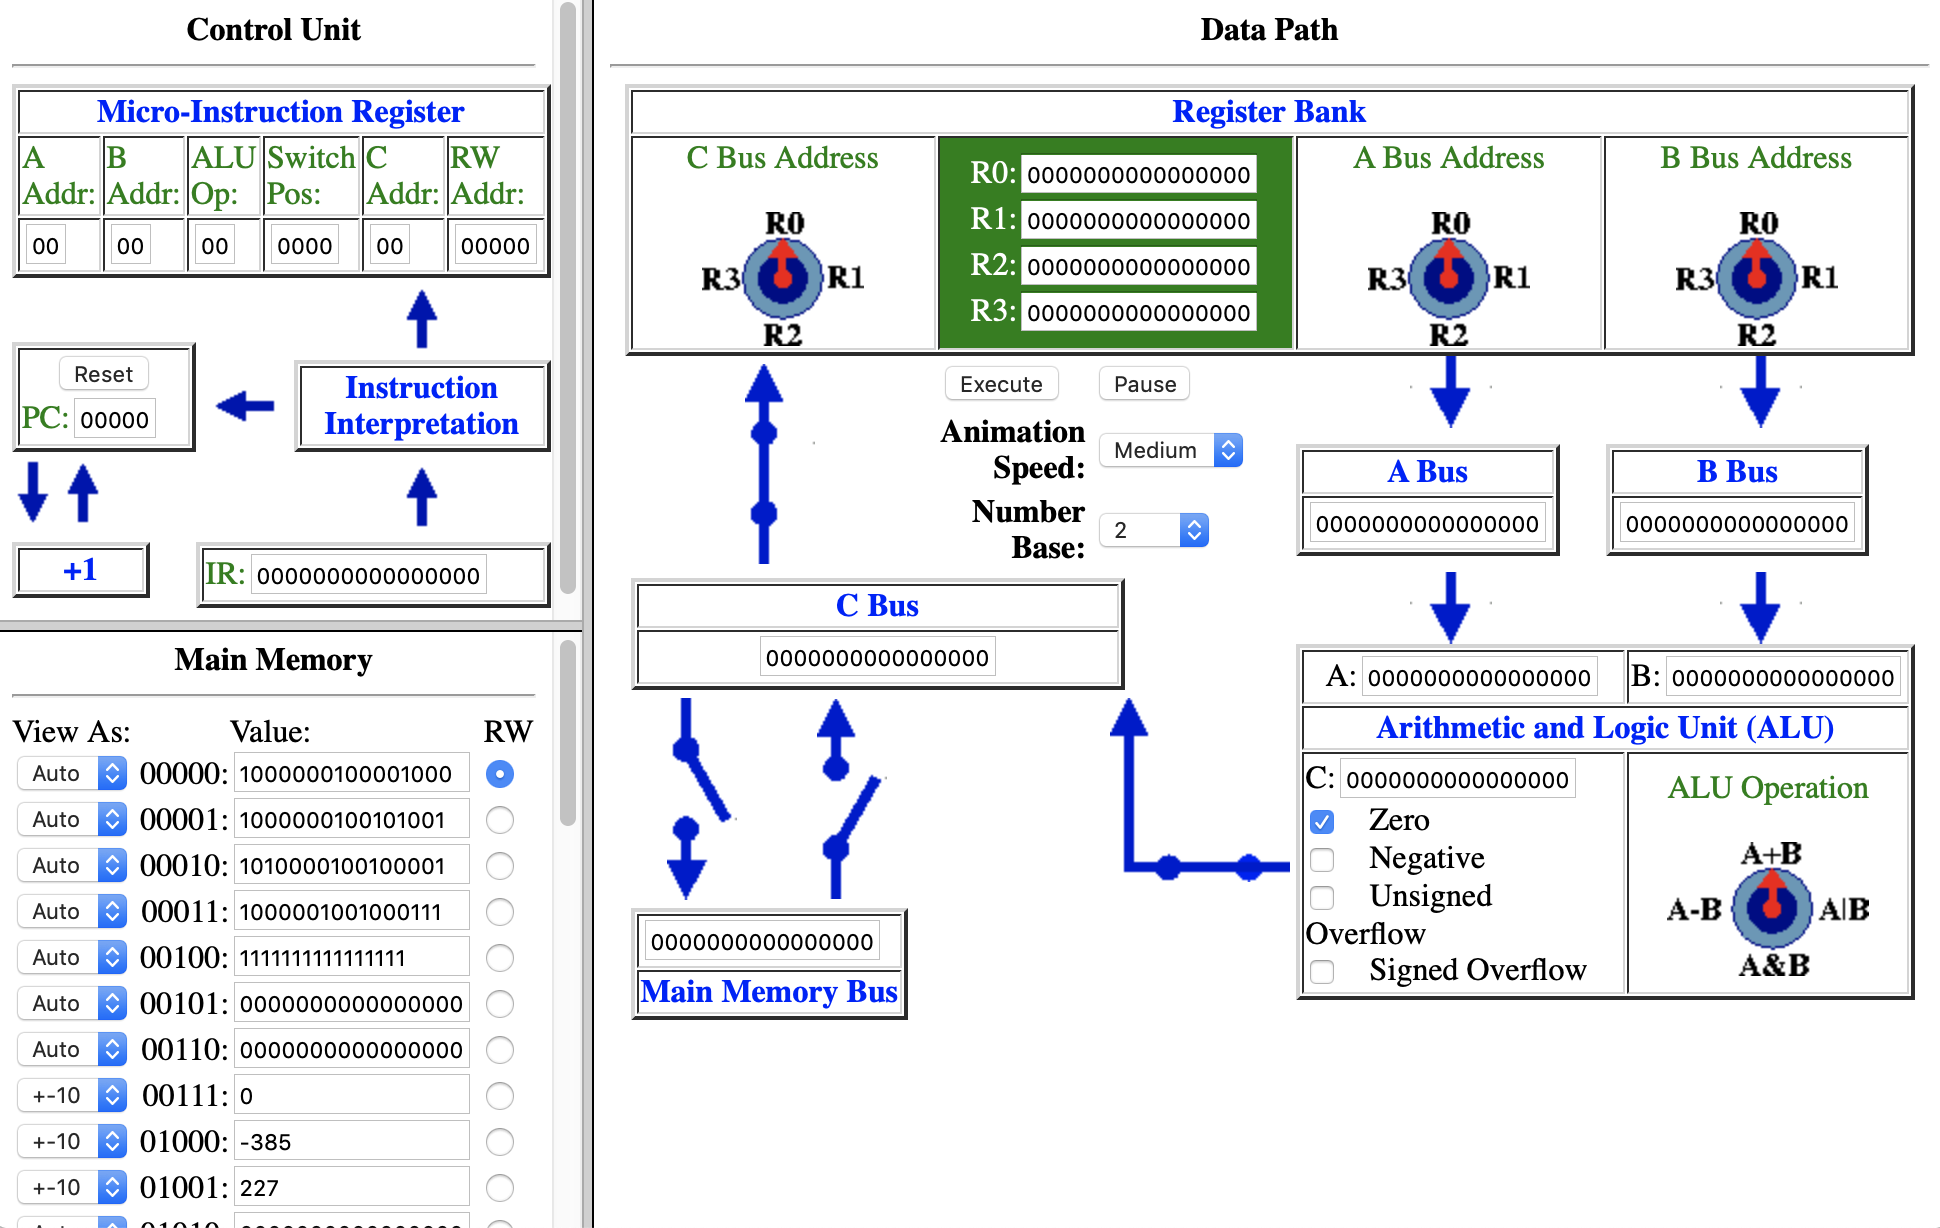 Control Unit
Micro-Instruction Register
A Addr: B Addr: ALU Op: Switch Pos: C Addr: RW Addr:
00 00 00 0000 00 00000
Reset
PC: 00000
Instruction
Interpretation
+1
IR: 0000000000000000
Main Memory
View As: Value: RW
Auto 00000: 1000000100001000
Auto 00001: 1000000100101001
Auto 00010: 1010000100100001
Auto 00011: 1000001001000111
Auto 00100: 1111111111111111
Auto 00101: 0000000000000000
Auto 00110: 0000000000000000
+-10 00111: 0
+-10 01000: -385
+-10 01001: 227
Data Path
Register Bank
C Bus Address
R0
R3 R1
R2
R0: 0000000000000000
R1: 0000000000000000
R2: 0000000000000000
R3: 0000000000000000
A Bus Address
R0
R3 R1
R2
B Bus Address
R0
R3 R1
R2
Execute Pause
Animation
Speed: Medium
Number
Base: 2
A Bus
0000000000000000
B Bus
0000000000000000
C Bus
0000000000000000
A: 0000000000000000 B: 0000000000000000
Arithmetic and Logic Unit (ALU)
C: 0000000000000000
Zero
Negative
Unsigned
Overflow
Signed Overflow
ALU Operation
A+B
A-B A|B
A&B
0000000000000000
Main Memory Bus